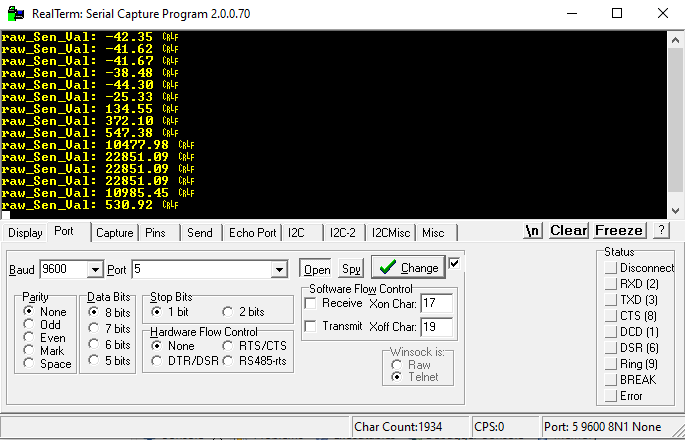 RealTerm: Serial Capture Program 2.0.0.70
raw_Sen_Val: -42.35 CRLF
raw_Sen_Val: -41.62 CRLF
raw_Sen_Val: -41.67 CRLF
raw_Sen_Val: -38.48 CRLF
raw_Sen_Val: -44.30 CRLF
raw_Sen_Val: -25.33 CRLF
raw_Sen_Val: 134.55 CRLF
raw_Sen_Val: 372.10 CRLF
raw_Sen_Val: 547.38 CRLF
raw_Sen_Val: 10477.98 CRLF
raw_Sen_Val: 22851.09 CRLF
raw_Sen_Val: 22851.09 CRLF
raw_Sen_Val: 22851.09 CRLF
raw_Sen_Val: 10985.45 CRLF
raw_Sen_Val: 530.92 CRLF
Display Port Capture Pins Send Echo Port I2C I2C-2 I2CMisc Misc \n Clear Freeze ?
Baud 9600 Port 5 Open Spy Change
Parity
None
Odd
Even
Mark
Space
Data Bits
8 bits
7 bits
6 bits
5 bits
Stop Bits
1 bit 2 bits
Hardware Flow Control
None RTS/CTS
DTR/DSR RS485-rts
Software Flow Control
Receive Xon Char: 17
Transmit Xoff Char: 19
Winsock is:
Raw
Telnet
Status
Disconnect
RXD (2)
TXD (3)
CTS (8)
DCD (1)
DSR (6)
Ring (9)
BREAK
Error
Char Count:1934 CPS:0 Port: 5 9600 8N1 None